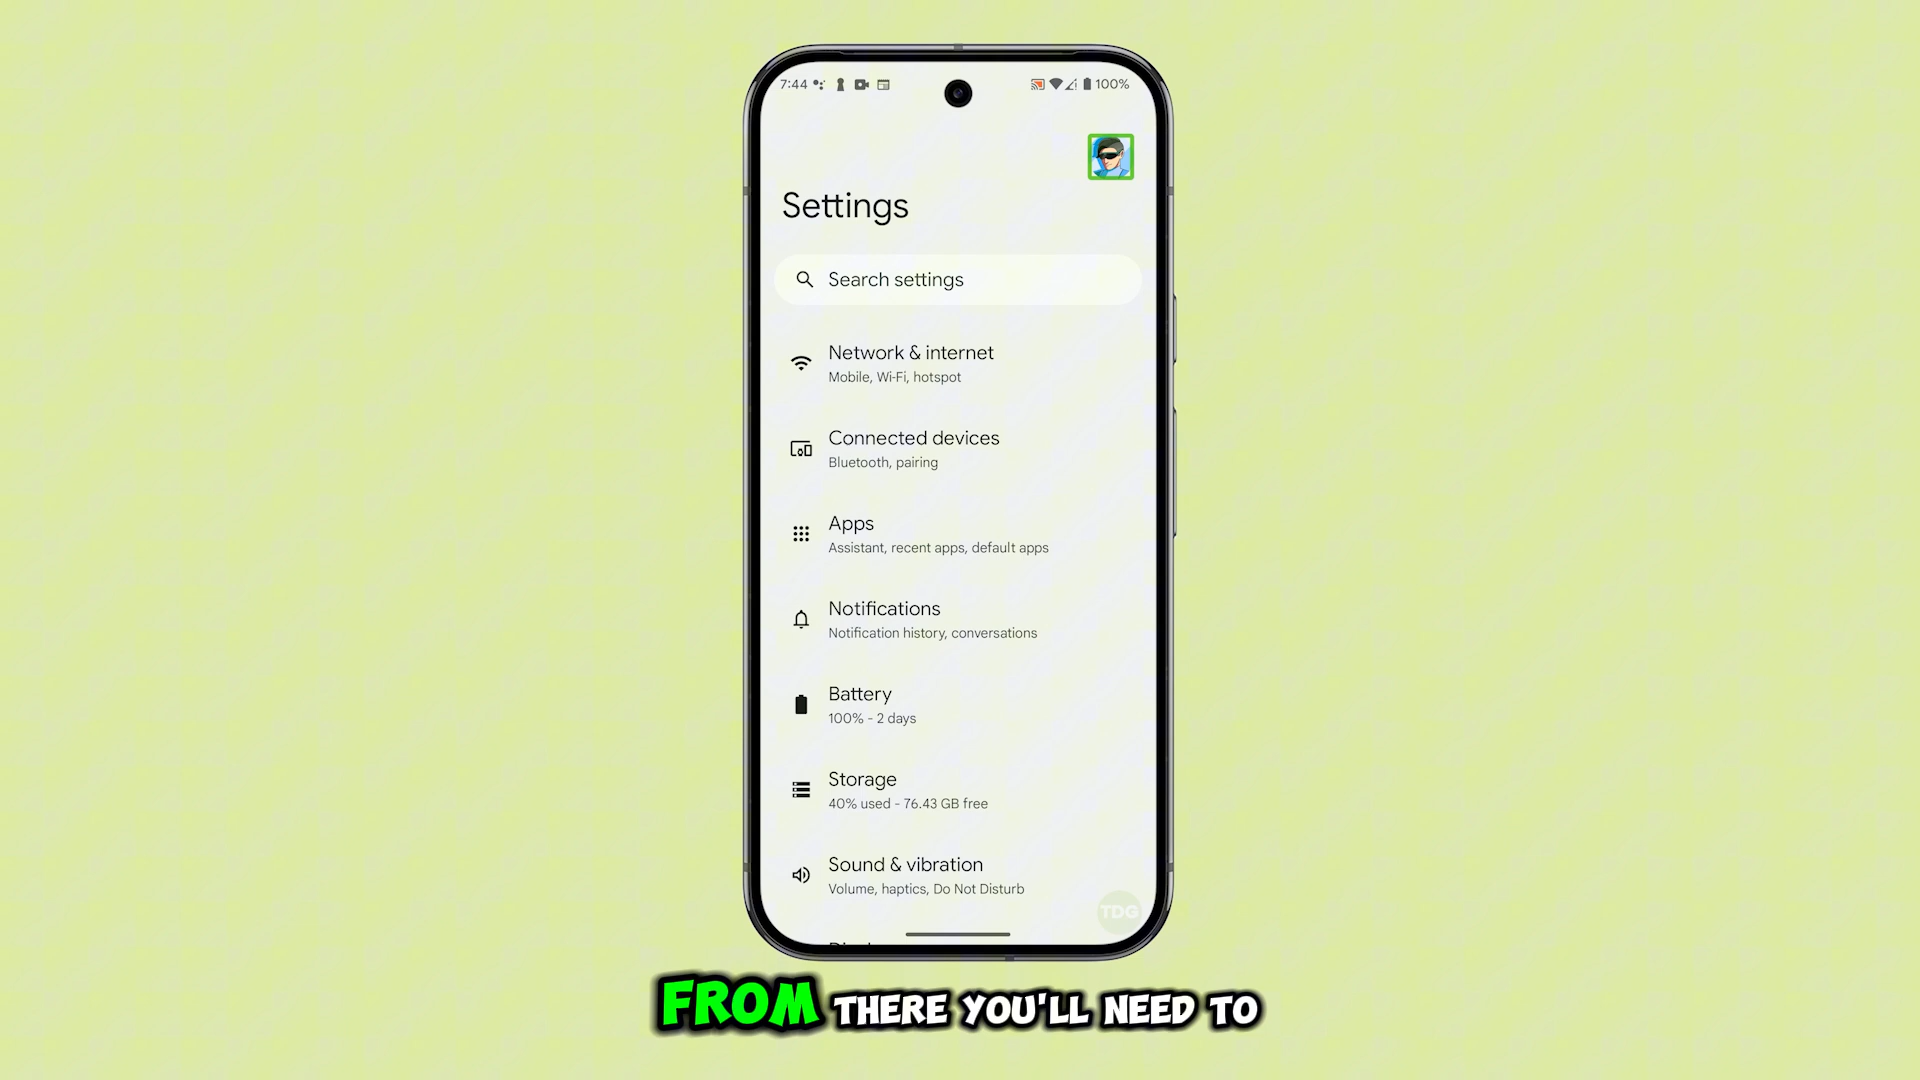 7:44
100%
Settings
Search settings
Network & internet
Mobile, Wi-Fi, hotspot
Connected devices
Bluetooth, pairing
Apps
Assistant, recent apps, default apps
Notifications
Notification history, conversations
Battery
100% - 2 days
Storage
40% used - 76.43 GB free
Sound & vibration
Volume, haptics, Do Not Disturb
TDG
FROM THERE YOU'LL NEED TO